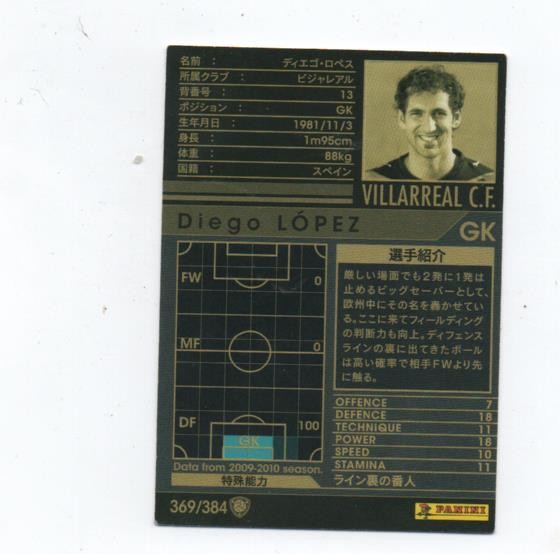 名前 : ディエゴ・ロペス
所属クラブ : ビジャレアル
背番号 : 13
ポジション : GK
生年月日 : 1981/11/3
身長 : 1m95cm
体重 : 88kg
国籍 : スペイン
VILLARREAL C.F.
Diego LÓPEZ
GK
FW 0
MF 0
DF 100
GK
Data from 2009-2010 season.
選手紹介
厳しい場面でも2発に1発は
止めるビッグセーバーとして、
欧州中にその名を轟かせてい
る。ここに来てフィールディング
の判断力も向上。ディフェンス
ラインの裏に出てきたボール
は高い確率で相手FWより先
に触る。
OFFENCE 7
DEFENCE 18
TECHNIQUE 11
POWER 18
SPEED 10
STAMINA 11
特殊能力 ライン裏の番人
369/384
PANINI